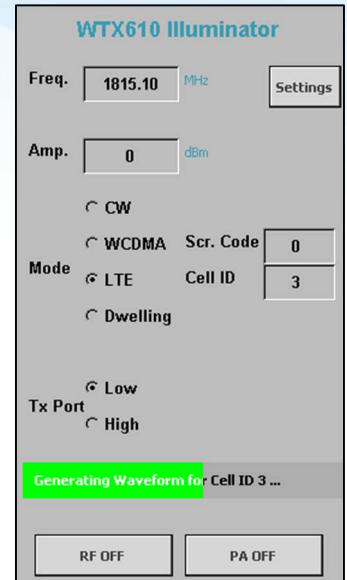 WTX610 Illuminator
Freq. 1815.10 MHz Settings
Amp. 0 dBm
CW
WCDMA Scr. Code 0
Mode
LTE Cell ID 3
Dwelling
Low
Tx Port
High
Generating Waveform for Cell ID 3 ...
RF OFF PA OFF